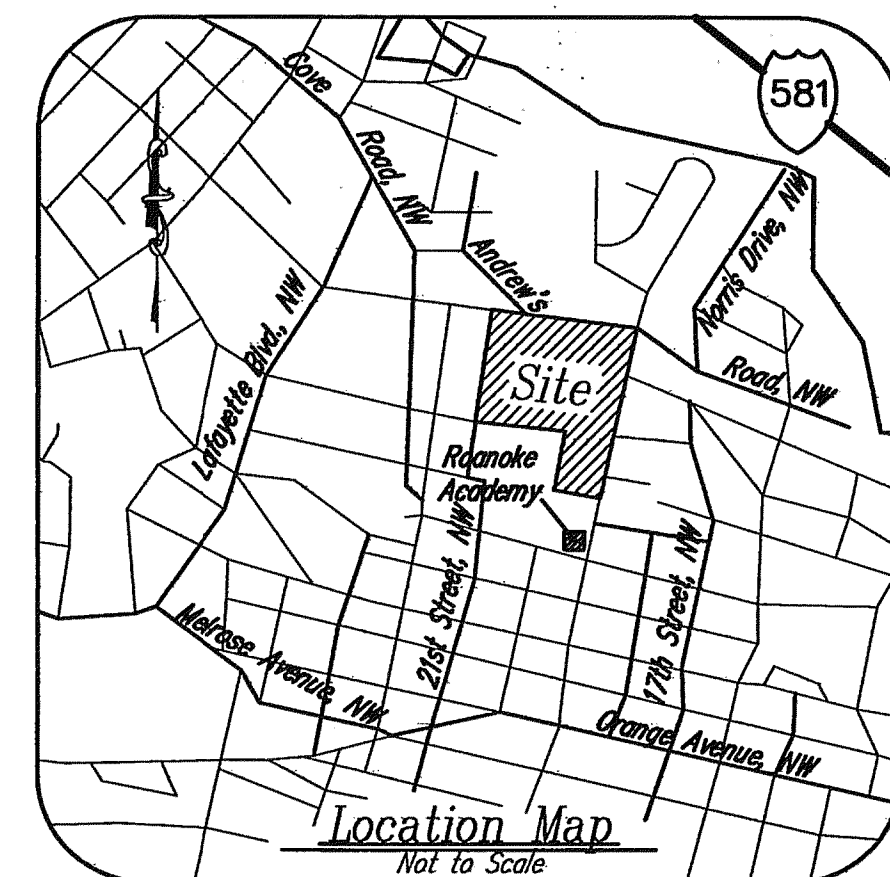 581
Cove
Road, NW
Andrew's
Norris Drive, NW
Road, NW
Lafayette Blvd., NW
Site
Roanoke
Academy
21st Street, NW
17th Street, NW
Melrose Avenue, NW
Orange Avenue, NW
Location Map
Not to Scale